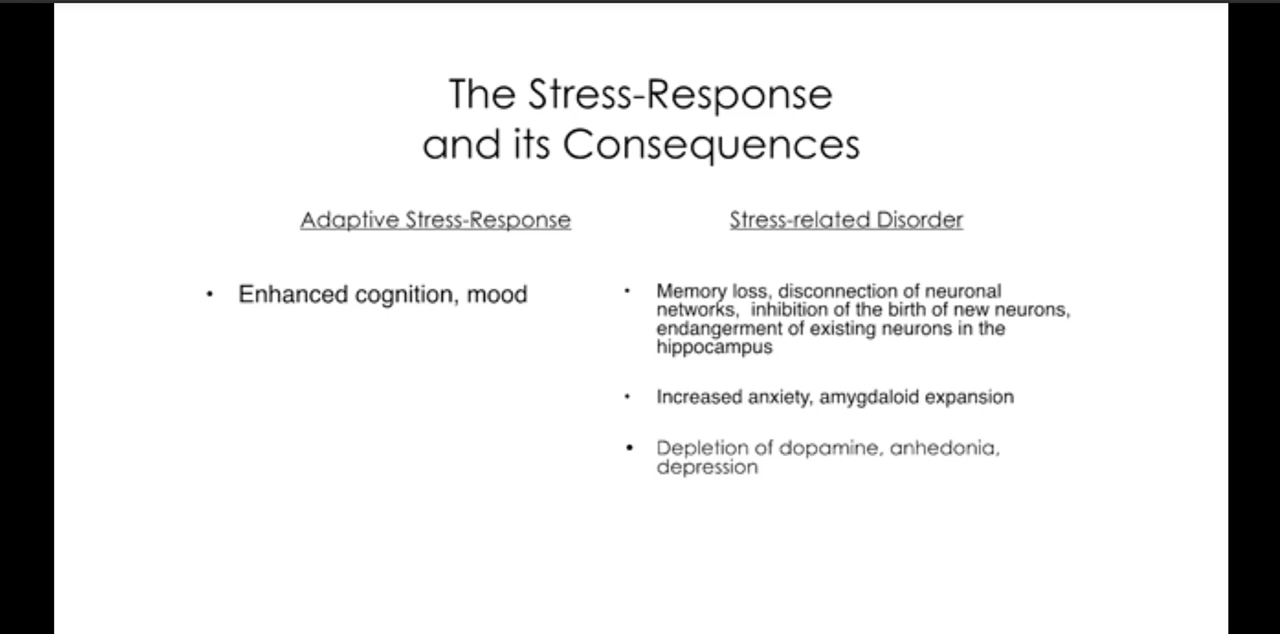 The Stress-Response
and its Consequences
Adaptive Stress-Response
• Enhanced cognition, mood
Stress-related Disorder
• Memory loss, disconnection of neuronal
networks,  inhibition of the birth of new neurons,
endangerment of existing neurons in the
hippocampus
• Increased anxiety, amygdaloid expansion
• Depletion of dopamine, anhedonia,
depression